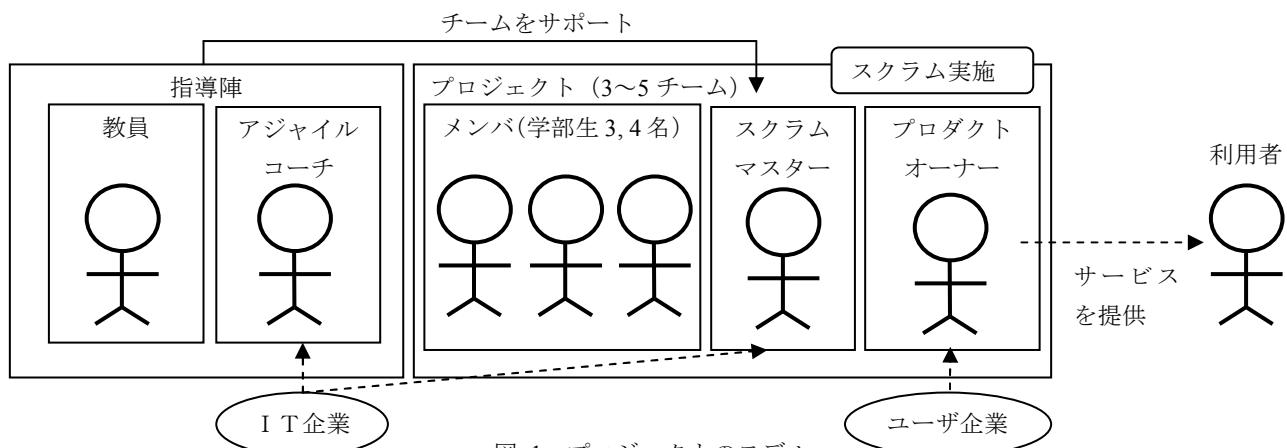 チームをサポート
スクラム実施
指導陣
プロジェクト（3～5 チーム）
教員
アジャイル
コーチ
メンバ（学部生 3, 4 名）
スクラム
マスター
プロダクト
オーナー
利用者
サービス
を提供
ＩＴ企業
ユーザ企業